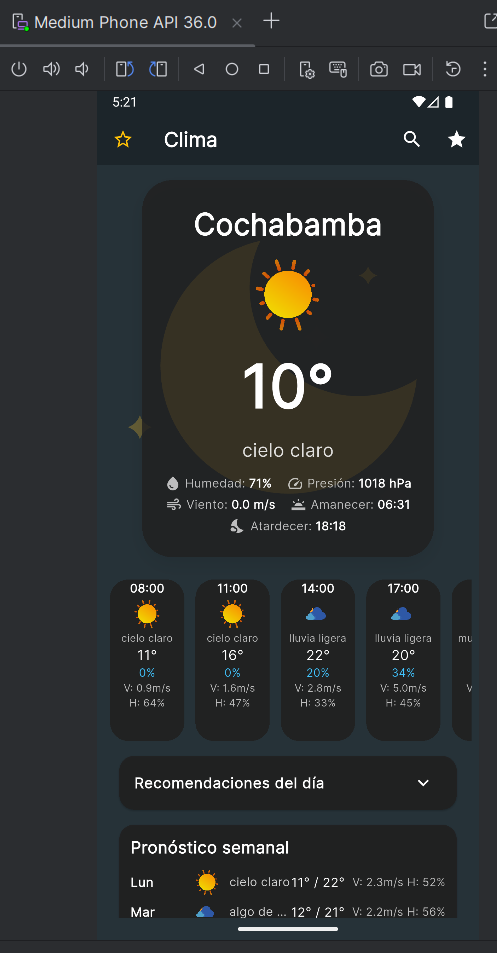 Medium Phone API 36.0
5:21
Clima
Cochabamba
10°
cielo claro
Humedad: 71% Presión: 1018 hPa
Viento: 0.0 m/s Amanecer: 06:31
Atardecer: 18:18
08:00 11:00 14:00 17:00
cielo claro cielo claro lluvia ligera lluvia ligera mu
11° 16° 22° 20°
0% 0% 20% 34%
V: 0.9m/s V: 1.6m/s V: 2.8m/s V: 5.0m/s V
H: 64% H: 47% H: 33% H: 45%
Recomendaciones del día
Pronóstico semanal
Lun cielo claro 11° / 22° V: 2.3m/s H: 52%
Mar algo de ... 12° / 21° V: 2.2m/s H: 56%